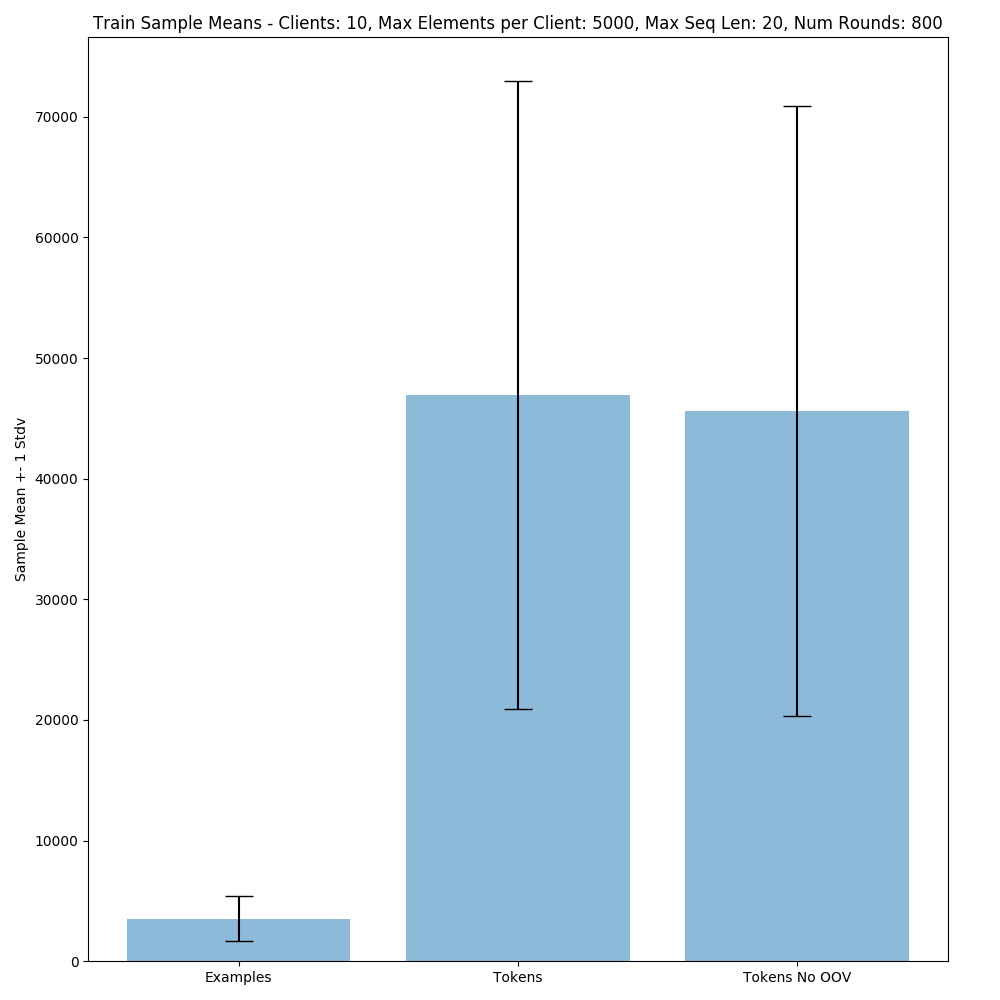 Train Sample Means - Clients: 10, Max Elements per Client: 5000, Max Seq Len: 20, Num Rounds: 800
Sample Mean +- 1 Stdv
70000
60000
50000
40000
30000
20000
10000
0
Examples
Tokens
Tokens No OOV